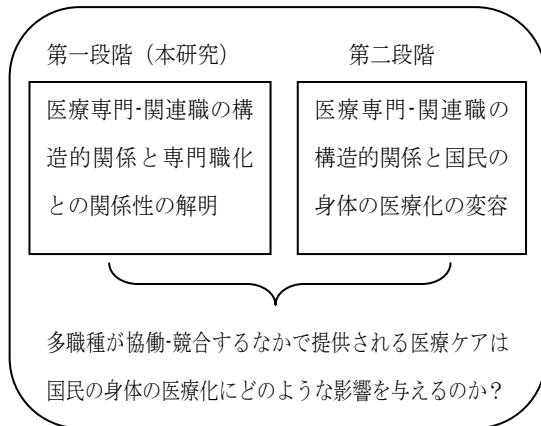 第一段階（本研究）
医療専門-関連職の構
造的関係と専門職化
との関係性の解明
第二段階
医療専門-関連職の
構造的関係と国民の
身体の医療化の変容
多職種が協働-競合するなかで提供される医療ケアは
国民の身体の医療化にどのような影響を与えるのか？